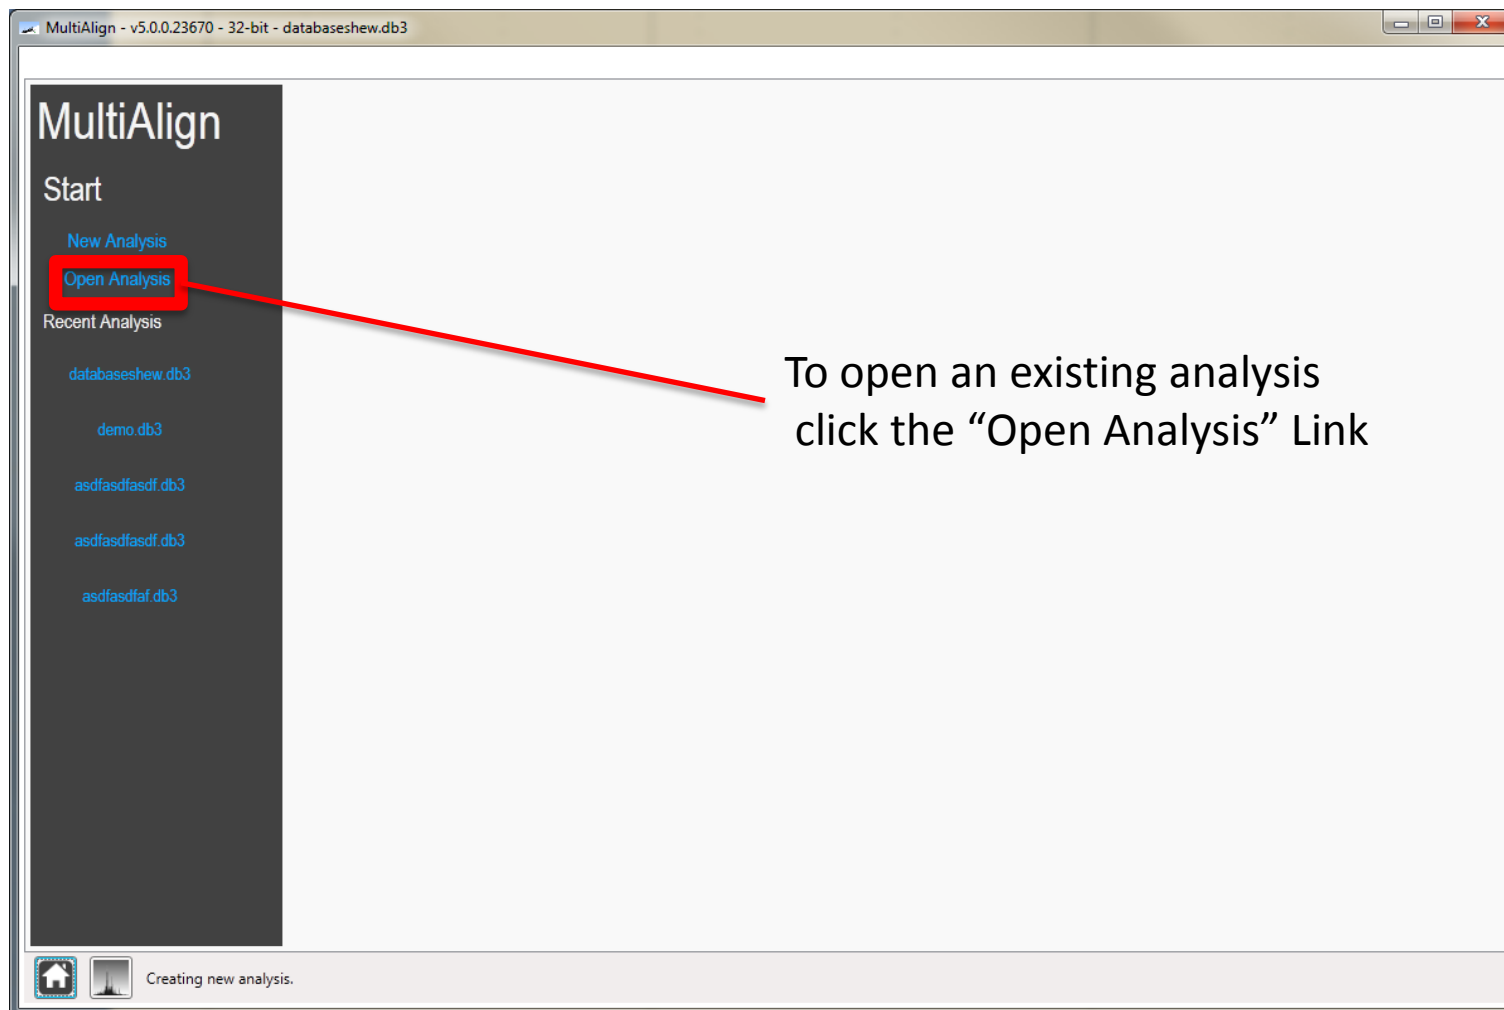 MultiAlign - v5.0.0.23670 - 32-bit - databaseshew.db3
MultiAlign
Start
New Analysis
Open Analysis
Recent Analysis
databaseshew.db3
demo.db3
asdfasdfasdf.db3
asdfasdfasdf.db3
asdfasdfaf.db3
To open an existing analysis
click the “Open Analysis” Link
Creating new analysis.